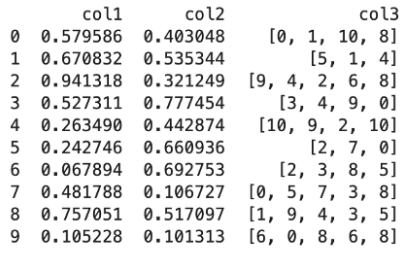 col1 col2 col3
0 0.579586 0.403048 [0, 1, 10, 8]
1 0.670832 0.535344 [5, 1, 4]
2 0.941318 0.321249 [9, 4, 2, 6, 8]
3 0.527311 0.777454 [3, 4, 9, 0]
4 0.263490 0.442874 [10, 9, 2, 10]
5 0.242746 0.660936 [2, 7, 0]
6 0.067894 0.692753 [2, 3, 8, 5]
7 0.481788 0.106727 [0, 5, 7, 3, 8]
8 0.757051 0.517097 [1, 9, 4, 3, 5]
9 0.105228 0.101313 [6, 0, 8, 6, 8]